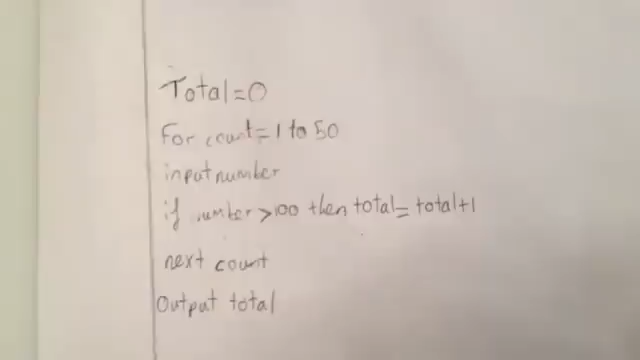 Total=0
For count=1 to 50
input number
if number >100 then total= total+1
next count
Output total